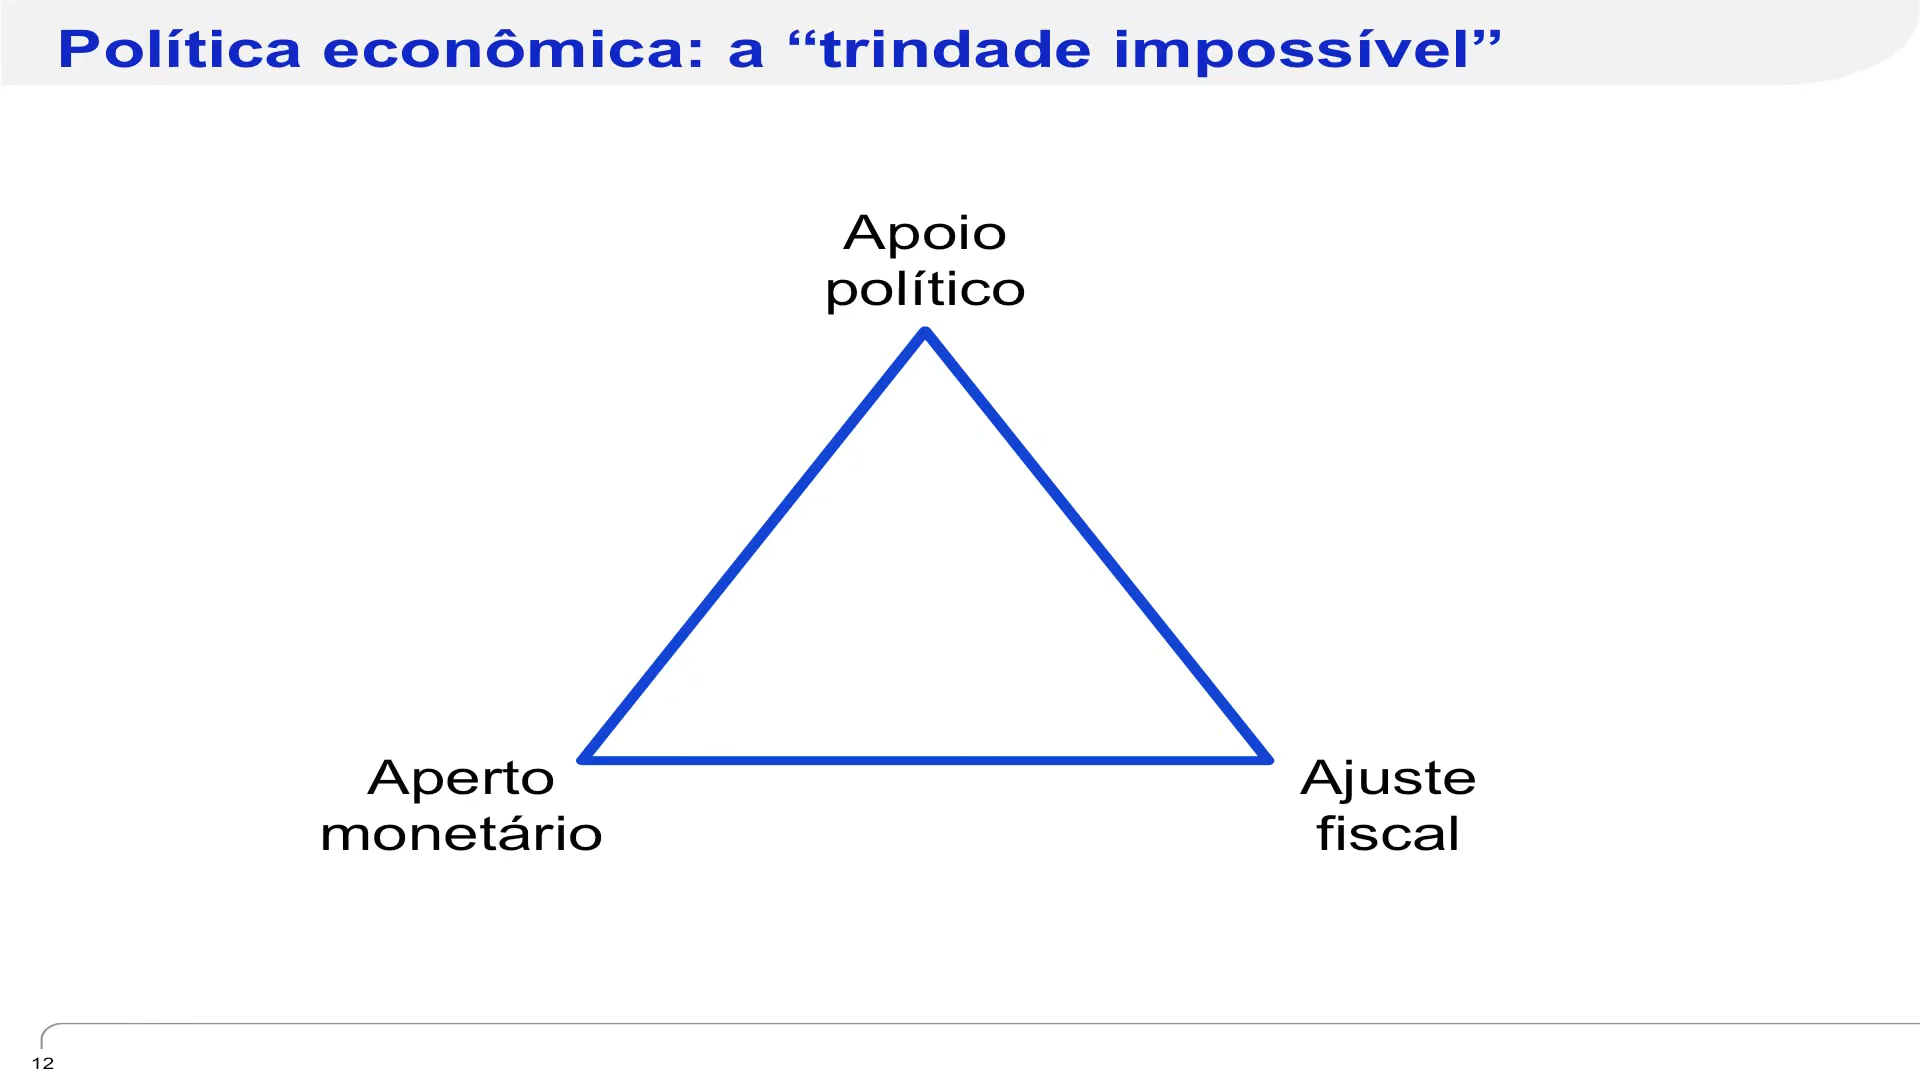 Política econômica: a “trindade impossível”
Apoio
político
Aperto
monetário
Ajuste
fiscal
12